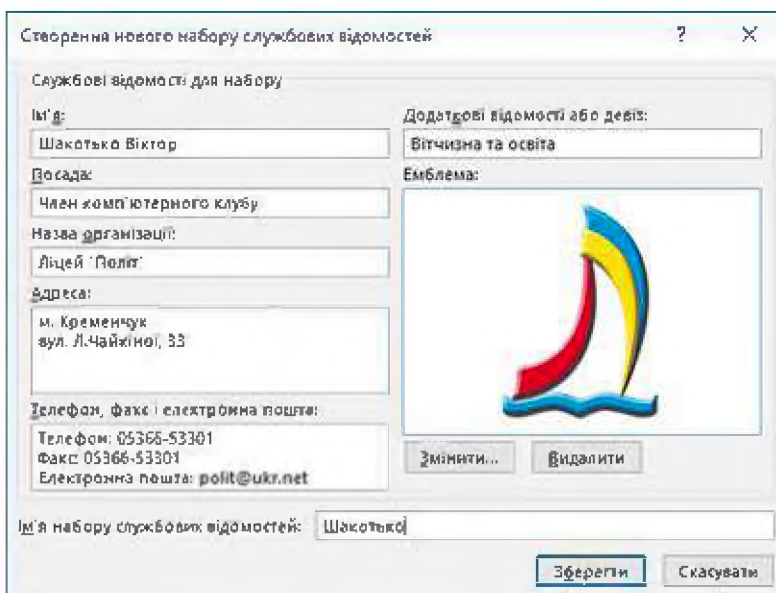 Створення нового набору службових відомостей ? ×
Службові відомості для набору
Ім'я:
Шакотько Віктор
Посада:
Член комп'ютерного клубу
Назва організації:
Ліцей "Політ"
Адреса:
м. Кременчук
вул. Л.Чайкіної, 33
Телефон, факс і електронна пошта:
Телефон: 05366-53301
Факс: 05366-53301
Електронна пошта: polit@ukr.net
Додаткові відомості або девіз:
Вітчизна та освіта
Емблема:
Змінити...
Видалити
Ім'я набору службових відомостей: Шакотько
Зберегти
Скасувати